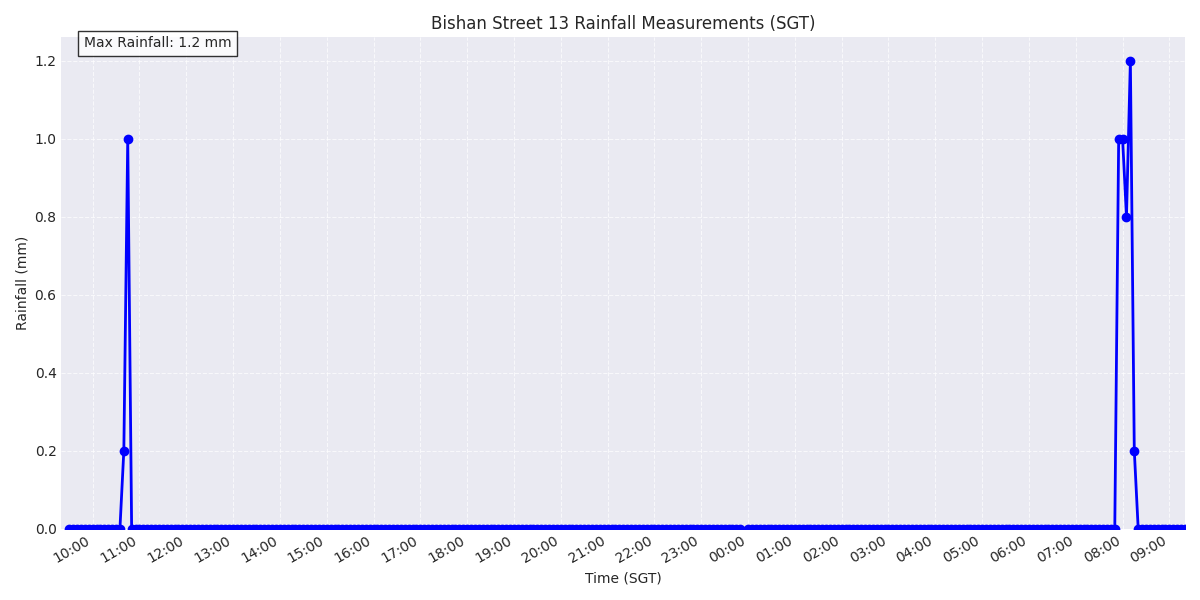 Bishan Street 13 Rainfall Measurements (SGT)
Max Rainfall: 1.2 mm
Rainfall (mm)
1.2
1.0
0.8
0.6
0.4
0.2
0.0
10:00 11:00 12:00 13:00 14:00 15:00 16:00 17:00 18:00 19:00 20:00 21:00 22:00 23:00 00:00 01:00 02:00 03:00 04:00 05:00 06:00 07:00 08:00 09:00
Time (SGT)